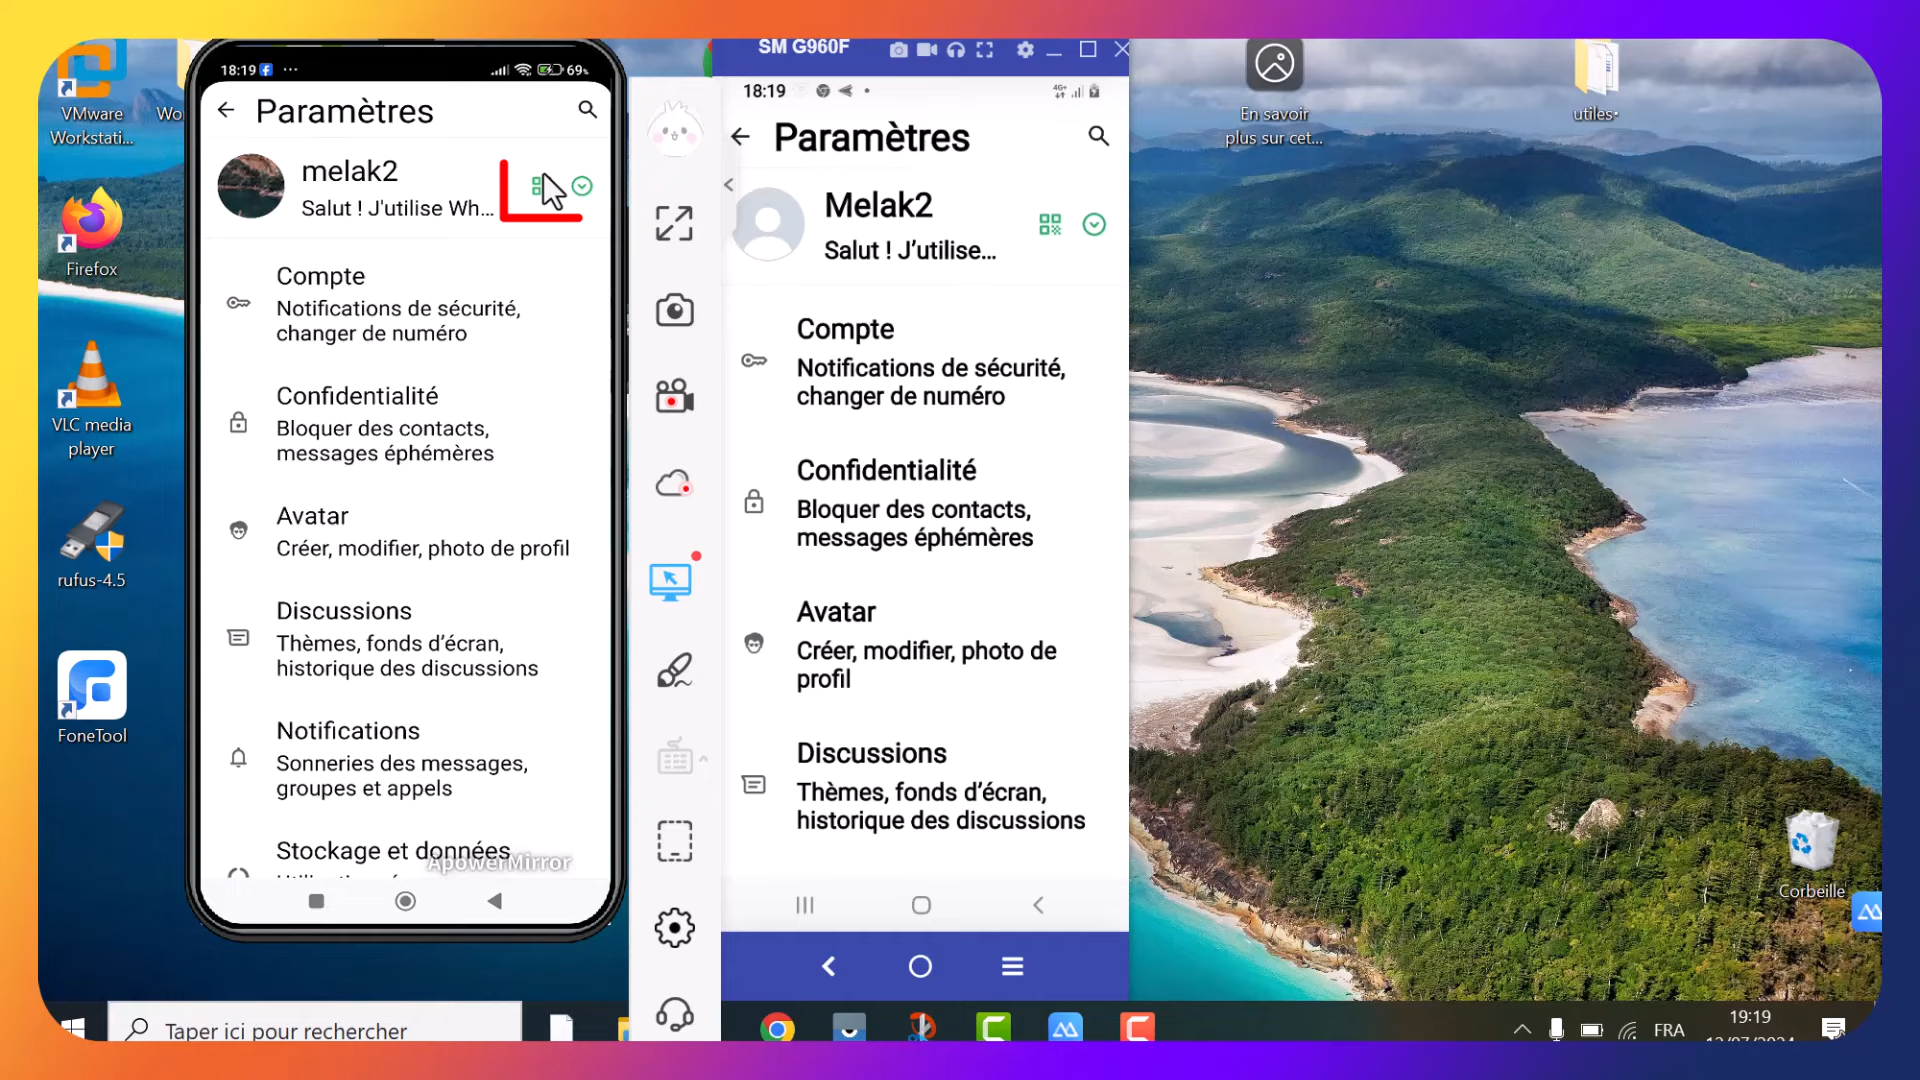 VMware
Workstati...
Wo
Firefox
VLC media
player
rufus-4.5
FoneTool
18:19
69%
Paramètres
melak2
Salut ! J'utilise Wh...
Compte
Notifications de sécurité,
changer de numéro
Confidentialité
Bloquer des contacts,
messages éphémères
Avatar
Créer, modifier, photo de profil
Discussions
Thèmes, fonds d'écran,
historique des discussions
Notifications
Sonneries des messages,
groupes et appels
Stockage et données
ApowerMirror
SM G960F
18:19
4G+
Paramètres
Melak2
Salut ! J'utilise...
Compte
Notifications de sécurité,
changer de numéro
Confidentialité
Bloquer des contacts,
messages éphémères
Avatar
Créer, modifier, photo de
profil
Discussions
Thèmes, fonds d'écran,
historique des discussions
En savoir
plus sur cet...
utiles-
Corbeille
Taper ici pour rechercher
FRA
19:19